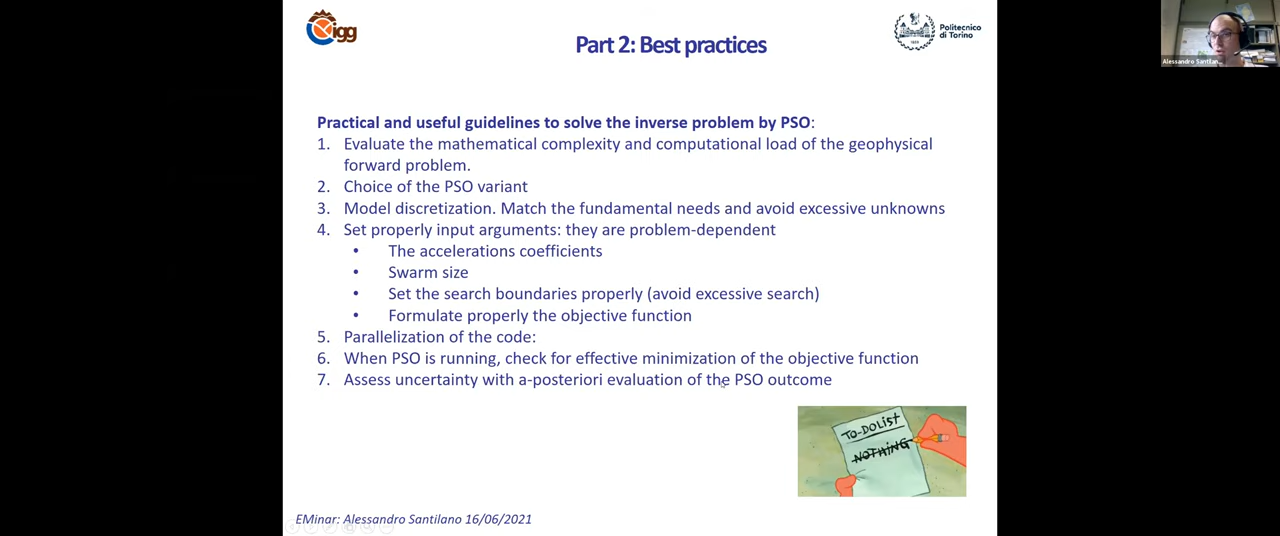 igg
Part 2: Best practices
Politecnico
di Torino
Alessandro Santilan...
Practical and useful guidelines to solve the inverse problem by PSO:
1. Evaluate the mathematical complexity and computational load of the geophysical
forward problem.
2. Choice of the PSO variant
3. Model discretization. Match the fundamental needs and avoid excessive unknowns
4. Set properly input arguments: they are problem-dependent
• The accelerations coefficients
• Swarm size
• Set the search boundaries properly (avoid excessive search)
• Formulate properly the objective function
5. Parallelization of the code:
6. When PSO is running, check for effective minimization of the objective function
7. Assess uncertainty with a-posteriori evaluation of the PSO outcome
TO-DO LIST
NOTHING
EMinar: Alessandro Santilano 16/06/2021